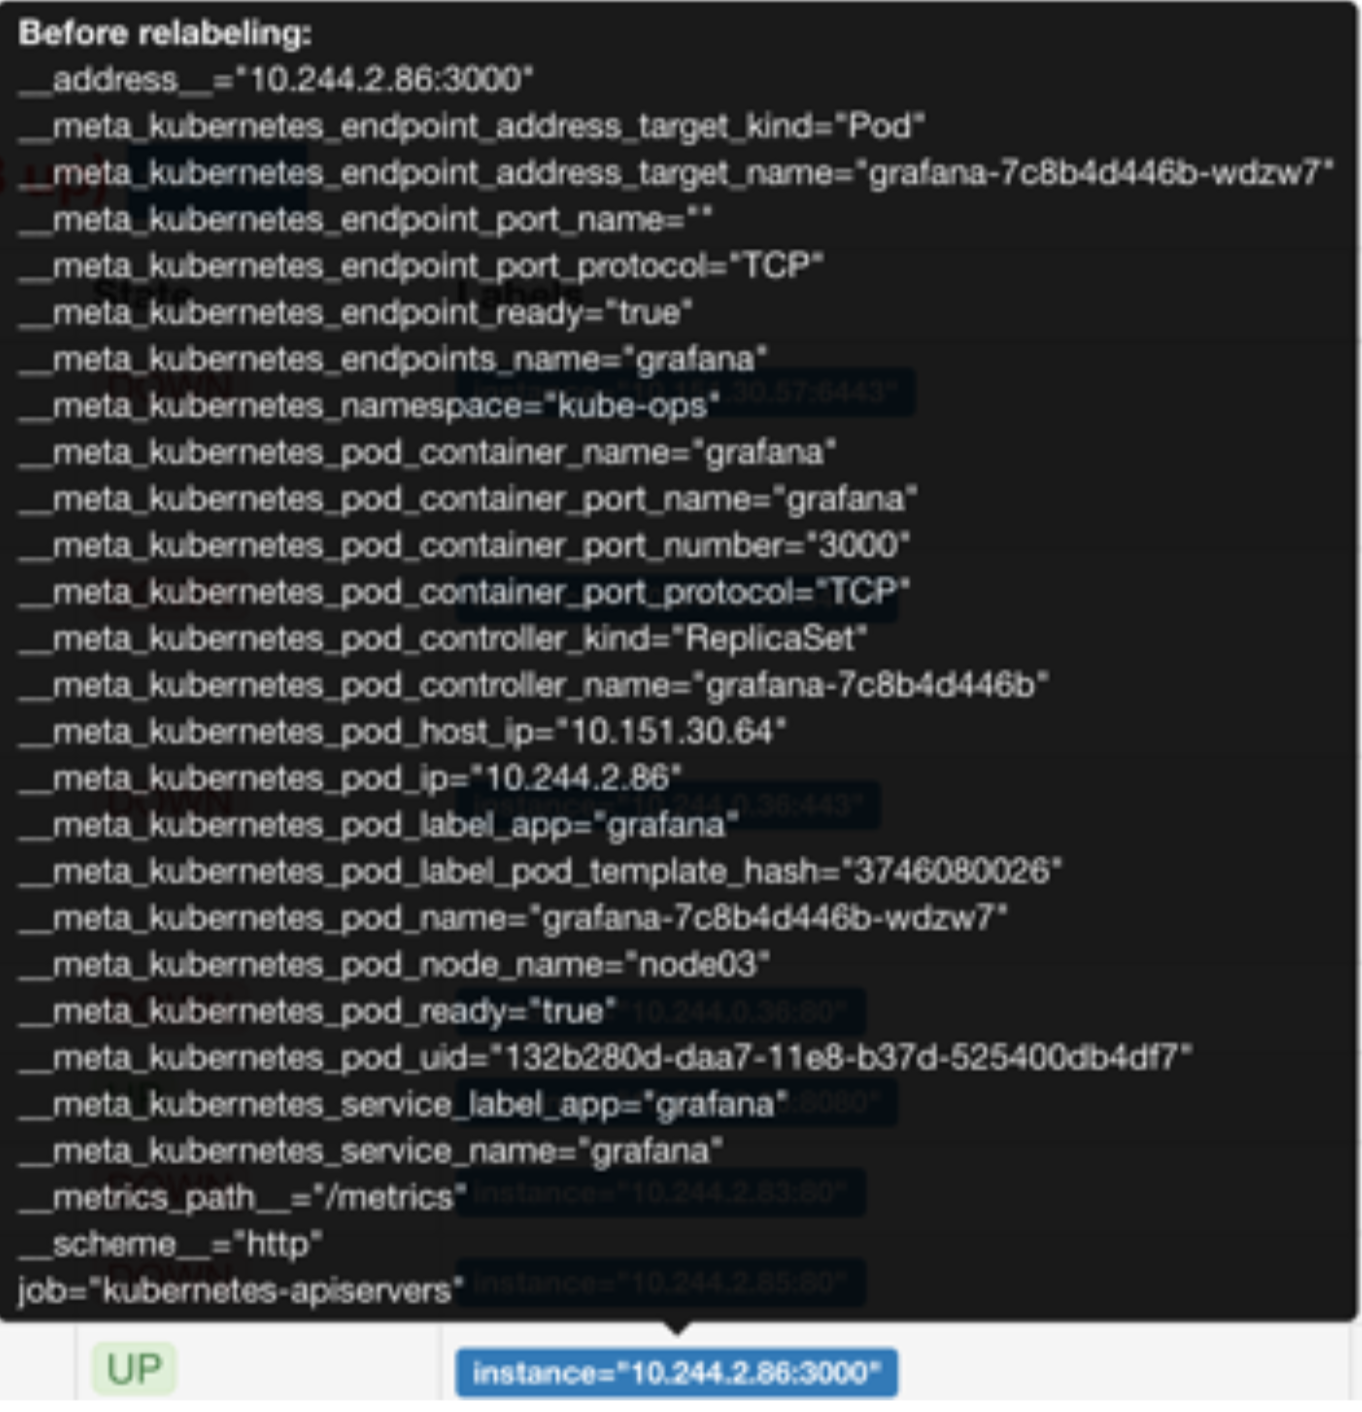 Before relabeling:
__address__="10.244.2.86:3000"
__meta_kubernetes_endpoint_address_target_kind="Pod"
__meta_kubernetes_endpoint_address_target_name="grafana-7c8b4d446b-wdzw7"
__meta_kubernetes_endpoint_port_name=""
__meta_kubernetes_endpoint_port_protocol="TCP"
__meta_kubernetes_endpoint_ready="true"
__meta_kubernetes_endpoints_name="grafana"
__meta_kubernetes_namespace="kube-ops"
__meta_kubernetes_pod_container_name="grafana"
__meta_kubernetes_pod_container_port_name="grafana"
__meta_kubernetes_pod_container_port_number="3000"
__meta_kubernetes_pod_container_port_protocol="TCP"
__meta_kubernetes_pod_controller_kind="ReplicaSet"
__meta_kubernetes_pod_controller_name="grafana-7c8b4d446b"
__meta_kubernetes_pod_host_ip="10.151.30.64"
__meta_kubernetes_pod_ip="10.244.2.86"
__meta_kubernetes_pod_label_app="grafana"
__meta_kubernetes_pod_label_pod_template_hash="3746080026"
__meta_kubernetes_pod_name="grafana-7c8b4d446b-wdzw7"
__meta_kubernetes_pod_node_name="node03"
__meta_kubernetes_pod_ready="true"
__meta_kubernetes_pod_uid="132b280d-daa7-11e8-b37d-525400db4df7"
__meta_kubernetes_service_label_app="grafana"
__meta_kubernetes_service_name="grafana"
__metrics_path__="/metrics"
__scheme__="http"
job="kubernetes-apiservers"
UP instance="10.244.2.86:3000"